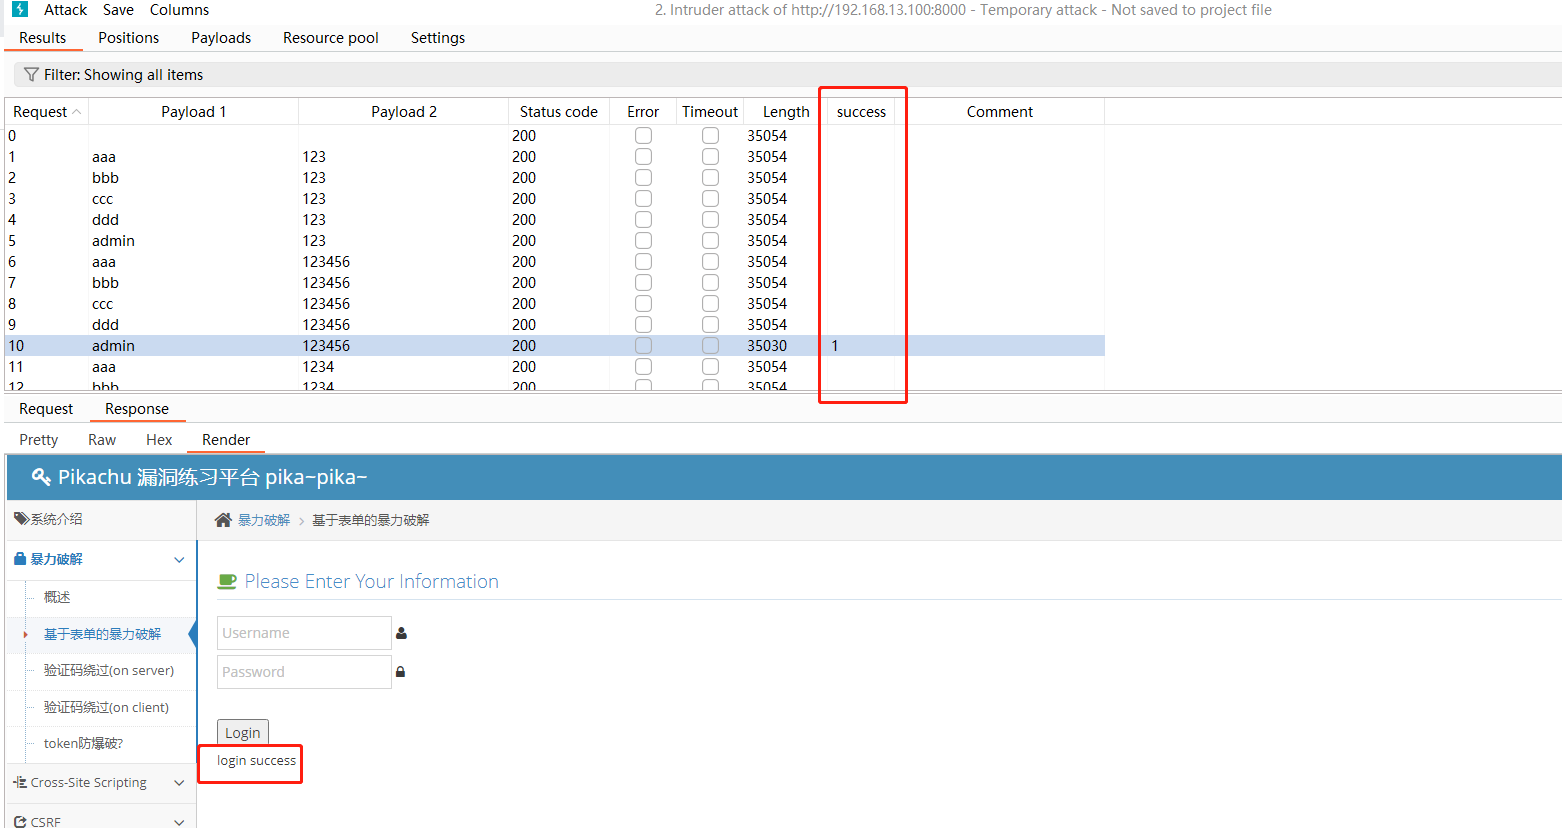 Attack Save Columns 2. Intruder attack of http://192.168.13.100:8000 - Temporary attack - Not saved to project file
Results Positions Payloads Resource pool Settings
Filter: Showing all items
Request Payload 1 Payload 2 Status code Error Timeout Length success Comment
0 200 35054
1 aaa 123 200 35054
2 bbb 123 200 35054
3 ccc 123 200 35054
4 ddd 123 200 35054
5 admin 123 200 35054
6 aaa 123456 200 35054
7 bbb 123456 200 35054
8 ccc 123456 200 35054
9 ddd 123456 200 35054
10 admin 123456 200 35030 1
11 aaa 1234 200 35054
12 bbb 1234 200 35054
Request Response
Pretty Raw Hex Render
Pikachu 漏洞练习平台 pika~pika~
系统介绍
暴力破解 > 基于表单的暴力破解
暴力破解
Please Enter Your Information
概述
Username
基于表单的暴力破解
验证码绕过(on server)
Password
验证码绕过(on client)
Login
token防爆破?
login success
Cross-Site Scripting
CSRF